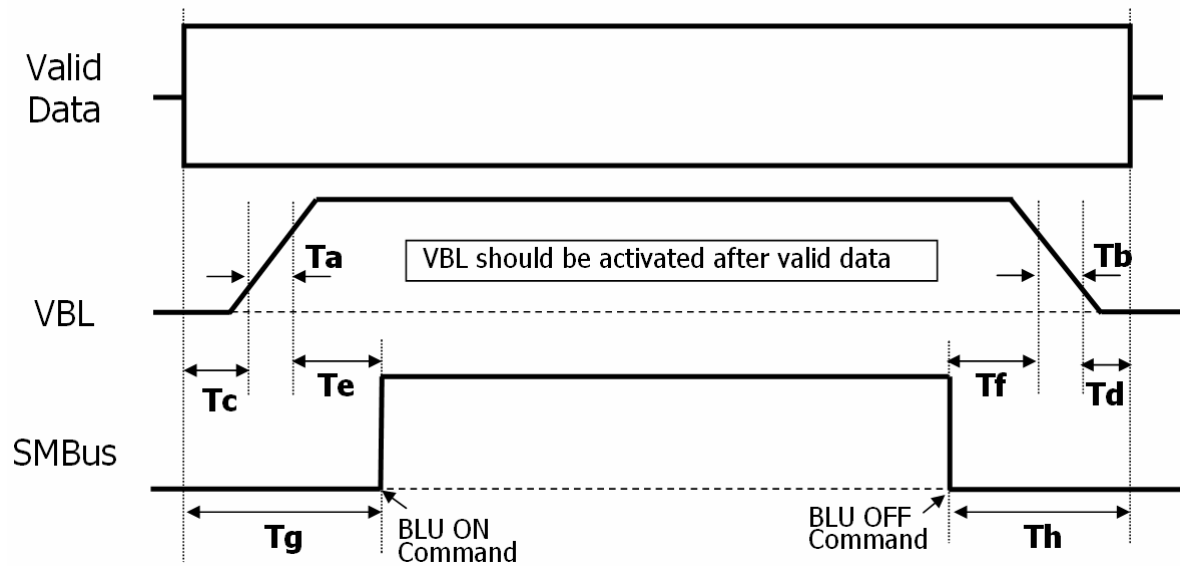 Valid
Data
Ta
VBL should be activated after valid data
Tb
VBL
Tc
Te
Tf
Td
SMBus
Tg
BLU ON
Command
BLU OFF
Command
Th